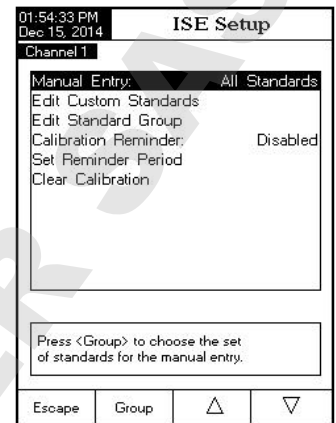 01:54:33 PM
Dec 15, 2014
ISE Setup
Channel 1
Manual Entry: All Standards
Edit Custom Standards
Edit Standard Group
Calibration Reminder: Disabled
Set Reminder Period
Clear Calibration
Press <Group> to choose the set
of standards for the manual entry.
Escape Group △ ▽